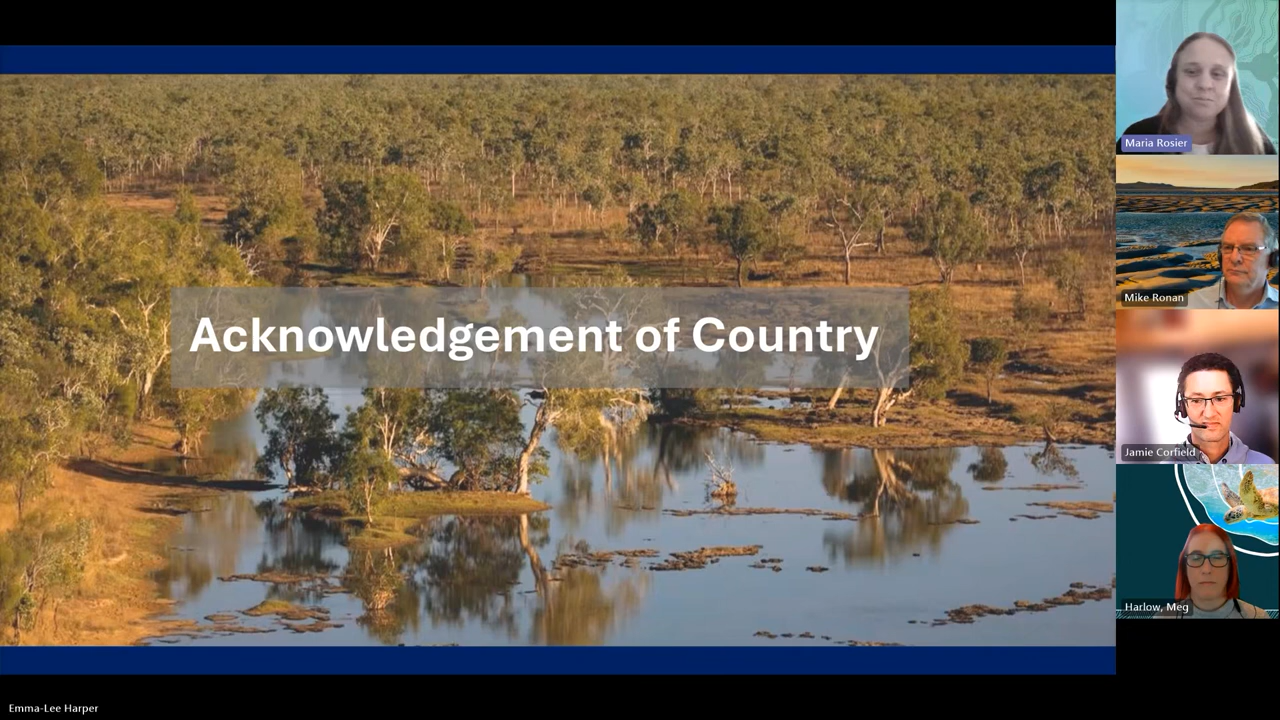 Acknowledgement of Country
Maria Rosier
Mike Ronan
Jamie Corfield
Harlow, Meg
Emma-Lee Harper